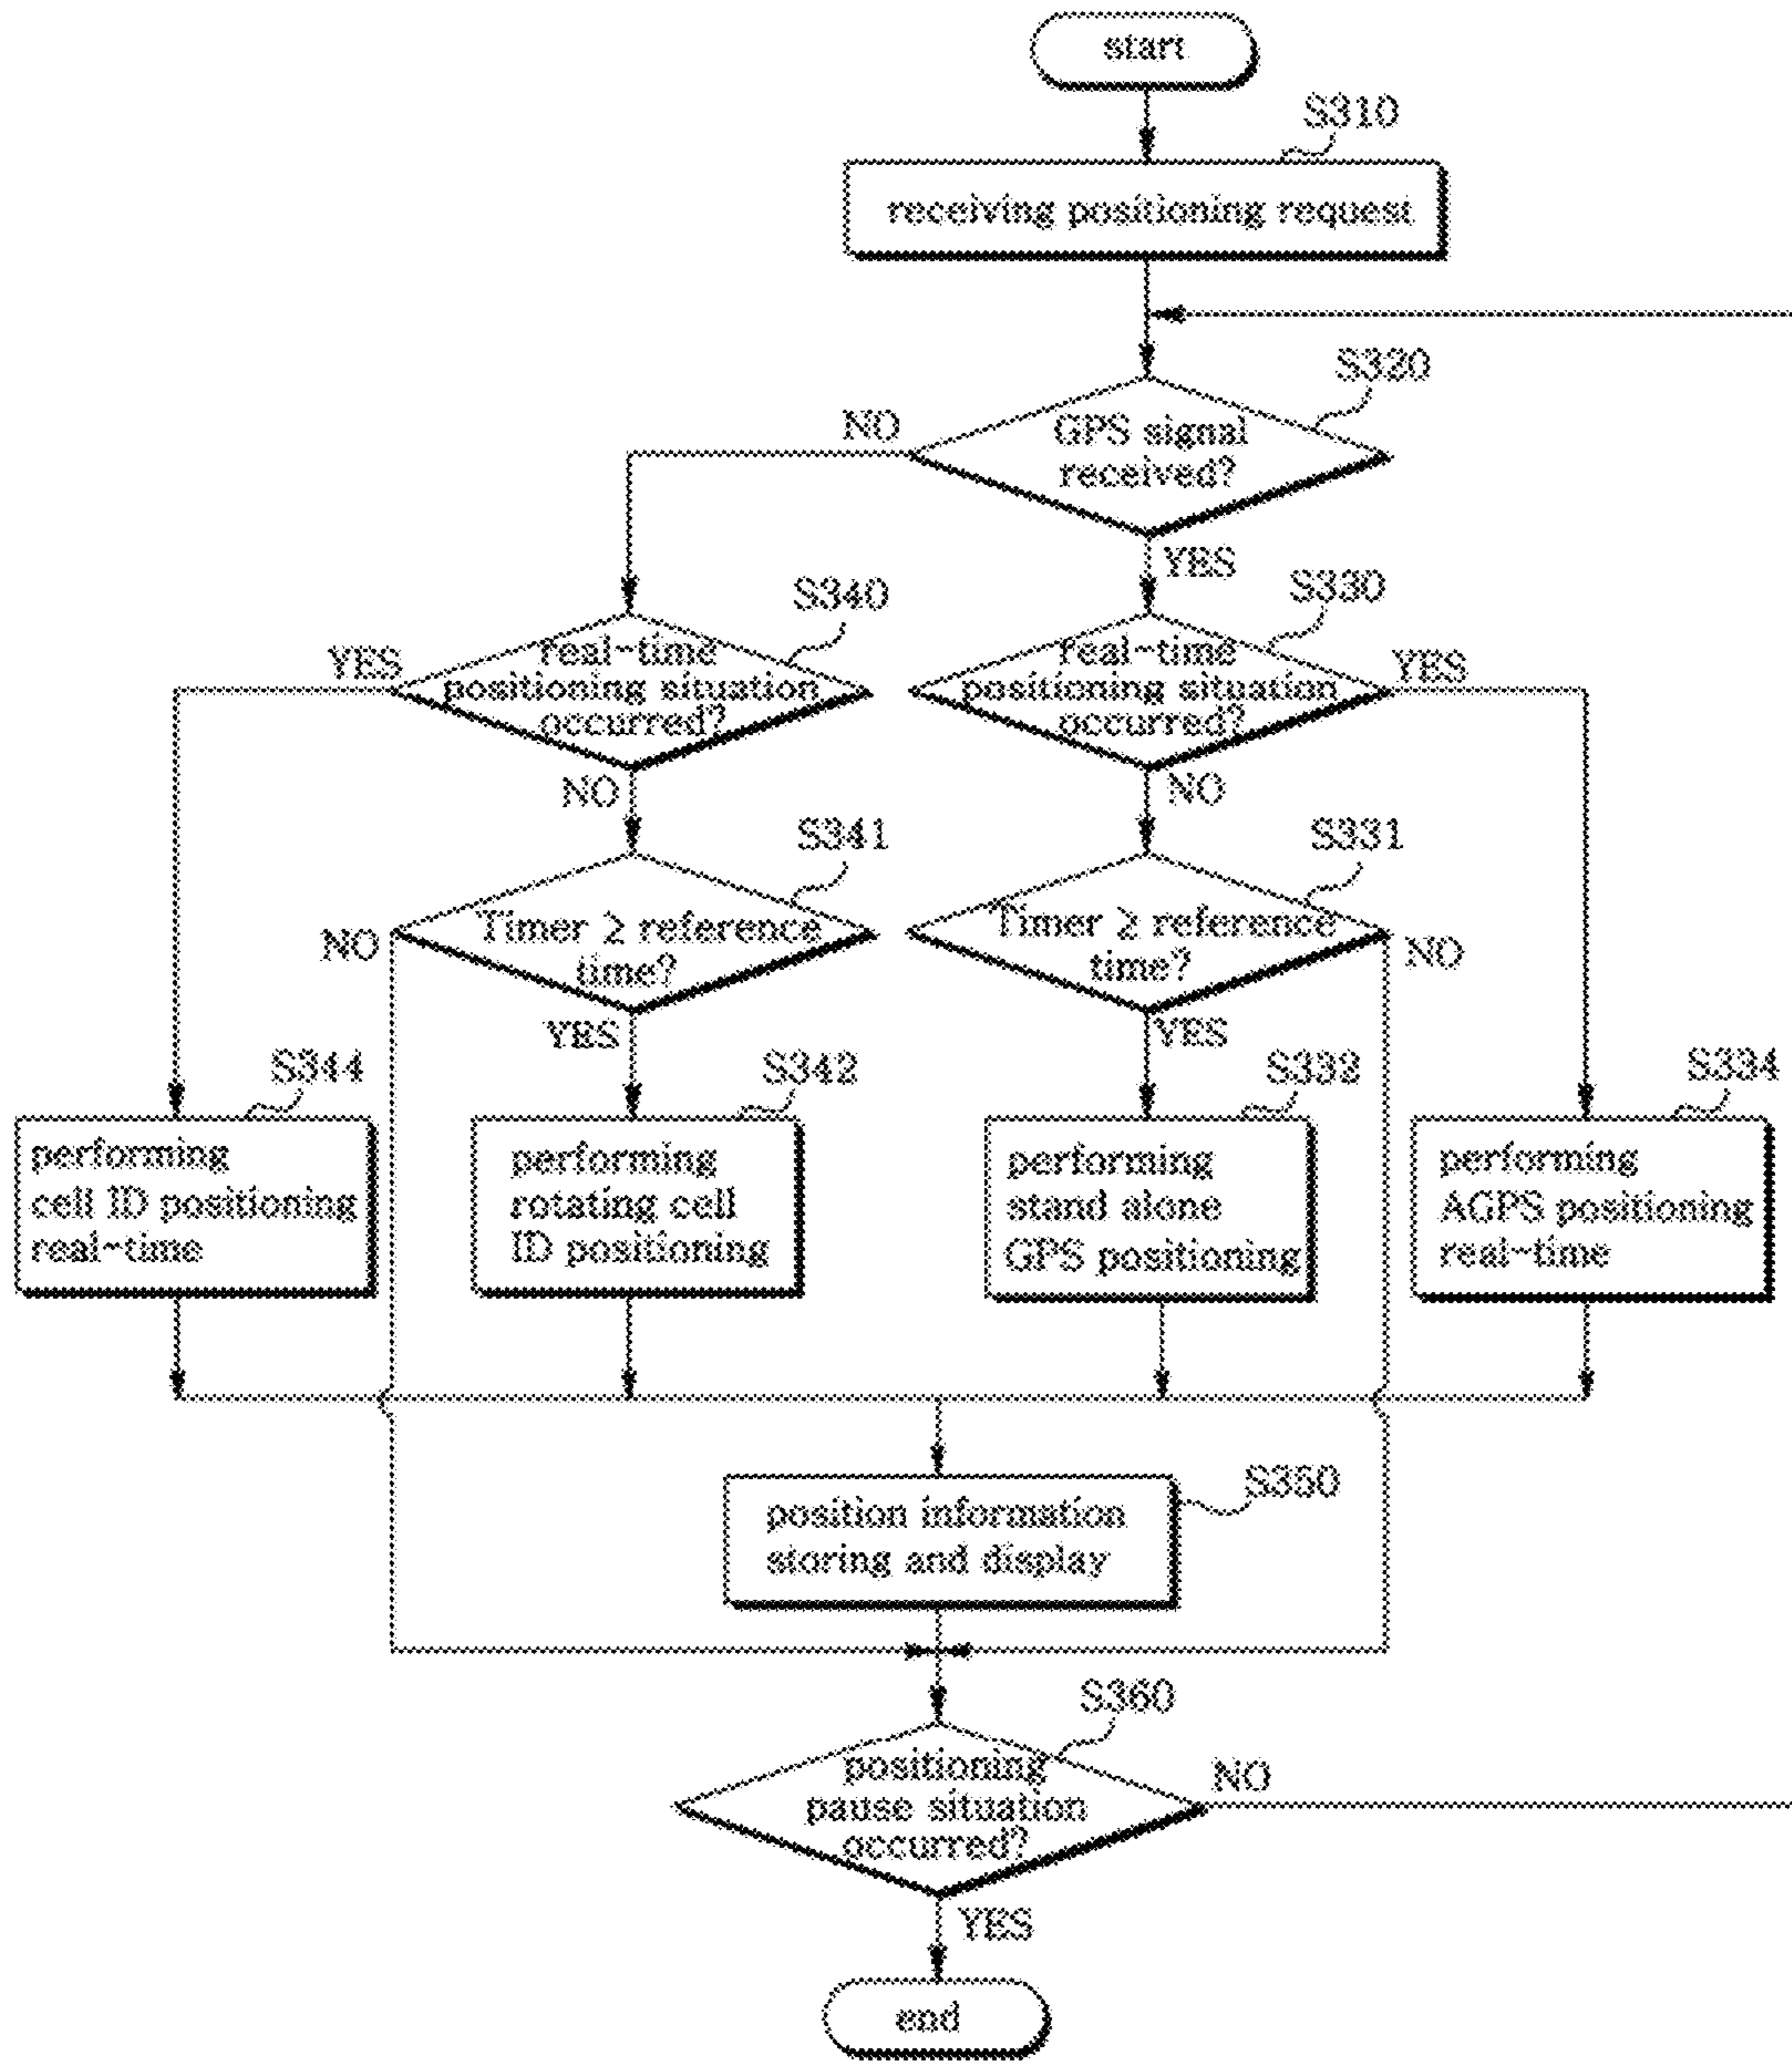 start
S310
receiving positioning request
S320
NO
GPS signal
received?
YES
S340
S330
YES
real-time
positioning situation
occurred?
real-time
positioning situation
occurred?
YES
NO
NO
S341
S331
NO
Timer ≥ reference
time?
Timer ≥ reference
time?
NO
YES
YES
S344
S342
S332
S334
performing
cell ID positioning
real-time
performing
rotating cell
ID positioning
performing
stand alone
GPS positioning
performing
AGPS positioning
real-time
S350
position information
storing and display
S360
positioning
pause situation
occurred?
NO
YES
end